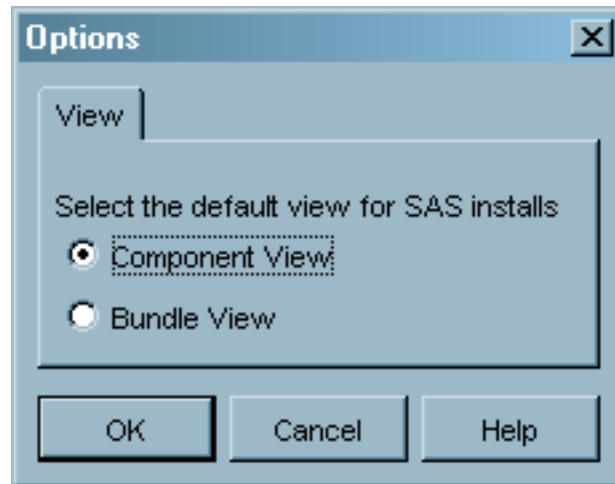 Options
View
Select the default view for SAS installs
Component View
Bundle View
OK
Cancel
Help